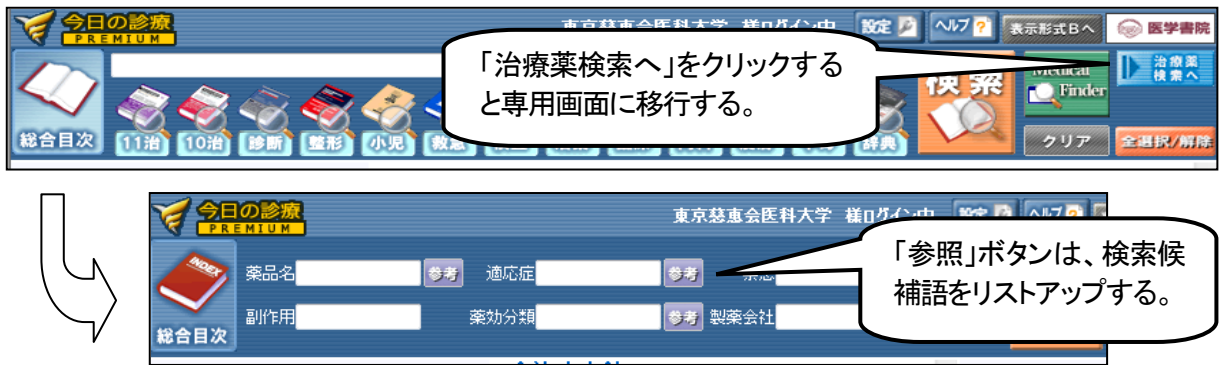 今日の診療
PREMIUM
東京慈恵会医科大学 様ログイン中
設定
ヘルプ
表示形式Bへ
医学書院
「治療薬検索へ」をクリックする
と専用画面に移行する。
検索
Medical
Finder
治療薬
検索へ
総合目次
11治
10治
診断
整形
小児
救急
辞典
クリア
全選択/解除
今日の診療
PREMIUM
東京慈恵会医科大学 様ログイン中
設定
ヘルプ
「参照」ボタンは、検索候
補語をリストアップする。
INDEX
薬品名
参考
適応症
参考
副作用
薬効分類
参考
製薬会社
総合目次